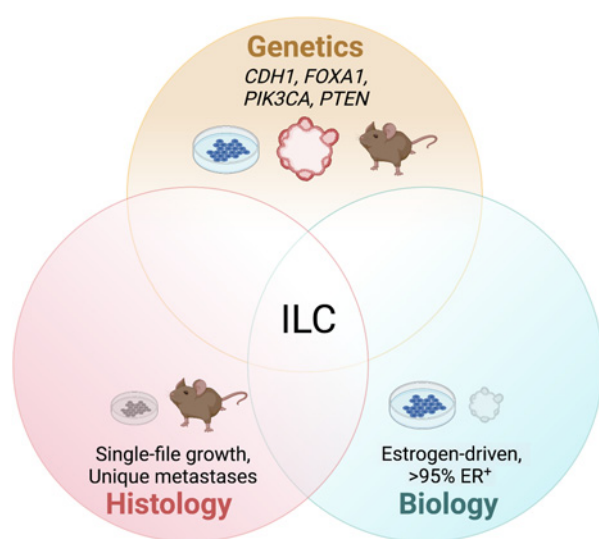 Genetics
CDH1, FOXA1,
PIK3CA, PTEN
ILC
Single-file growth,
Unique metastases
Histology
Estrogen-driven,
>95% ER⁺
Biology